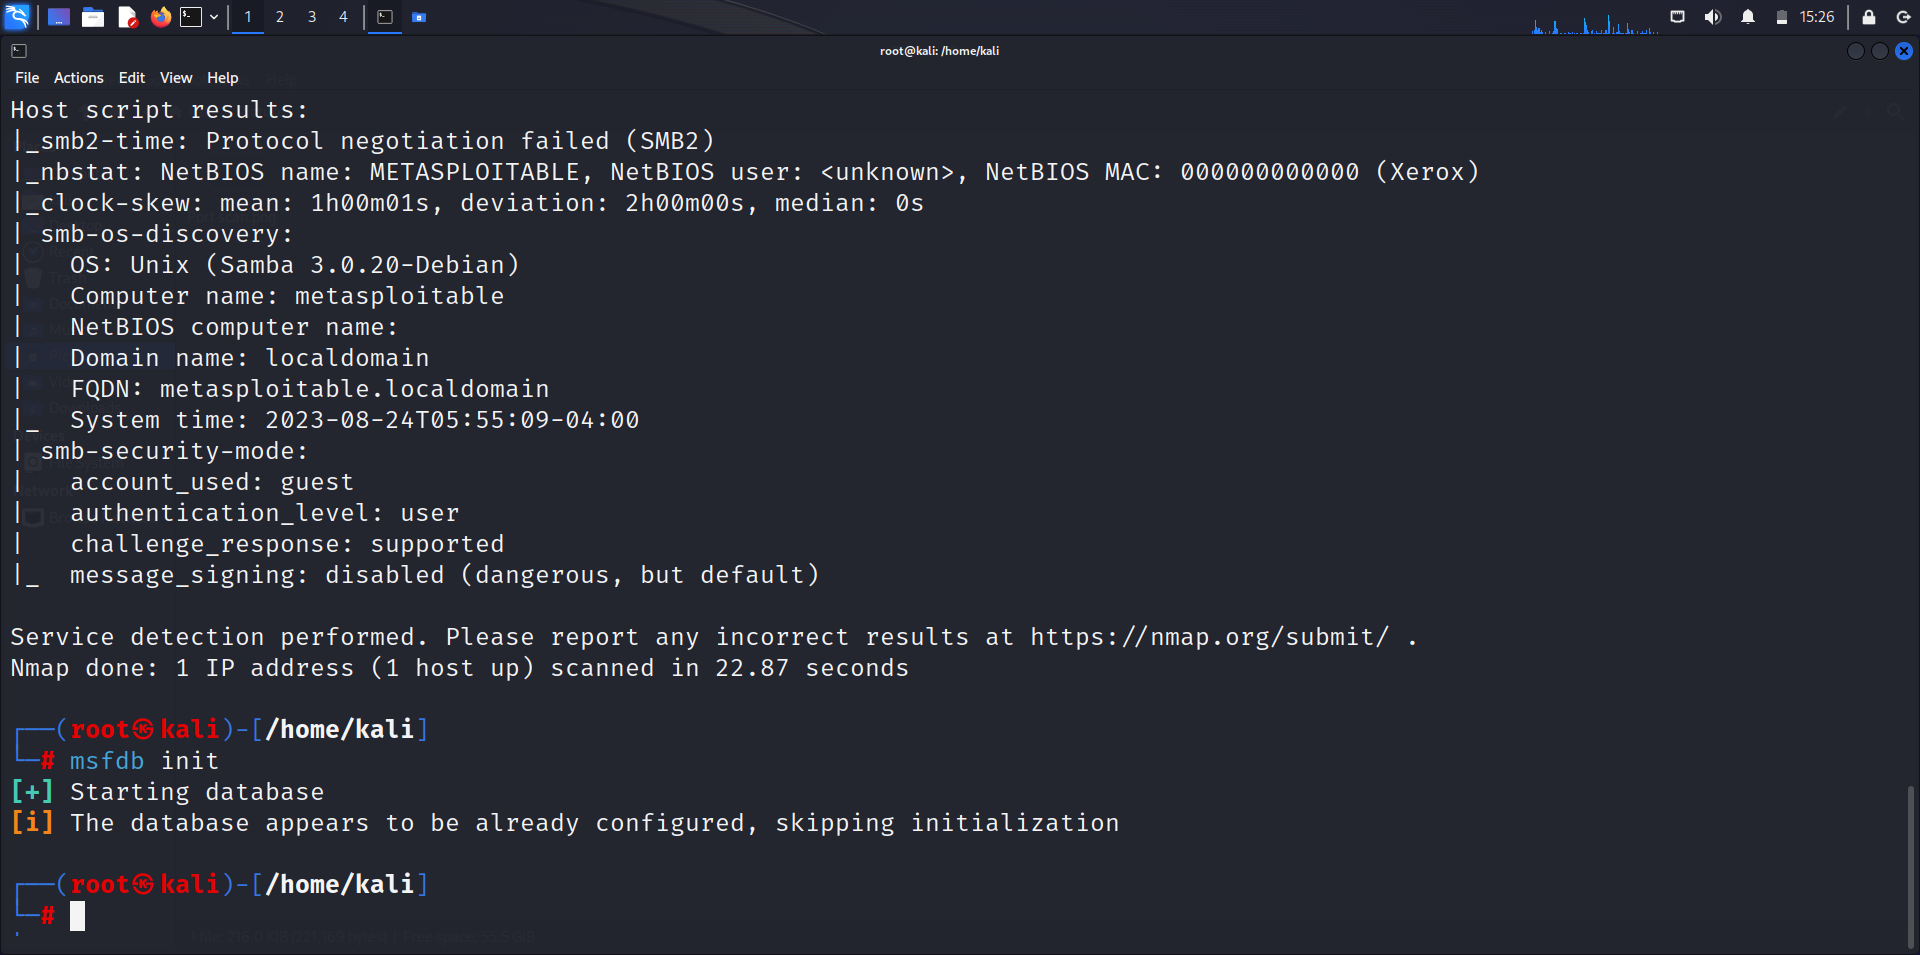 1 2 3 4 15:26
root@kali: /home/kali
File Actions Edit View Help
Host script results:
|_smb2-time: Protocol negotiation failed (SMB2)
|_nbstat: NetBIOS name: METASPLOITABLE, NetBIOS user: <unknown>, NetBIOS MAC: 000000000000 (Xerox)
|_clock-skew: mean: 1h00m01s, deviation: 2h00m00s, median: 0s
| smb-os-discovery:
|   OS: Unix (Samba 3.0.20-Debian)
|   Computer name: metasploitable
|   NetBIOS computer name:
|   Domain name: localdomain
|   FQDN: metasploitable.localdomain
|_  System time: 2023-08-24T05:55:09-04:00
| smb-security-mode:
|   account_used: guest
|   authentication_level: user
|   challenge_response: supported
|_  message_signing: disabled (dangerous, but default)
Service detection performed. Please report any incorrect results at https://nmap.org/submit/ .
Nmap done: 1 IP address (1 host up) scanned in 22.87 seconds
┌──(root㉿kali)-[/home/kali]
└─# msfdb init
[+] Starting database
[i] The database appears to be already configured, skipping initialization
┌──(root㉿kali)-[/home/kali]
└─#